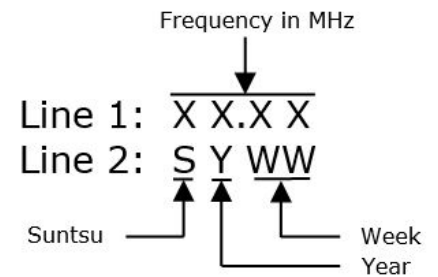 Frequency in MHz
Line 1: X X.X X
Line 2: S Y WW
Suntsu
Week
Year